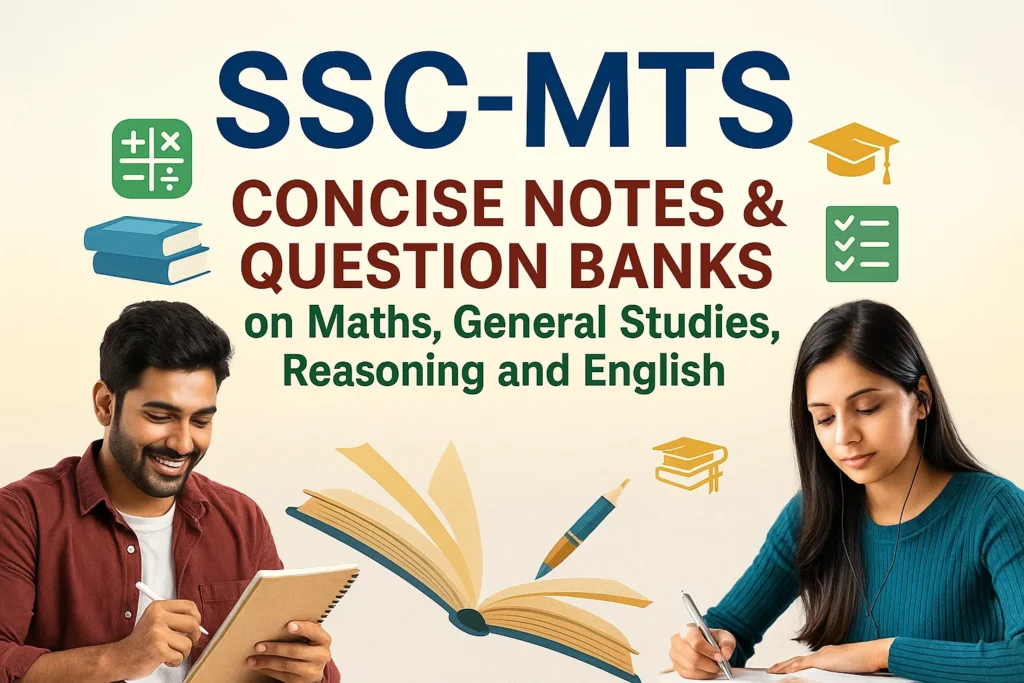 SSC-MTS
CONCISE NOTES &
QUESTION BANKS
on Maths, General Studies,
Reasoning and English